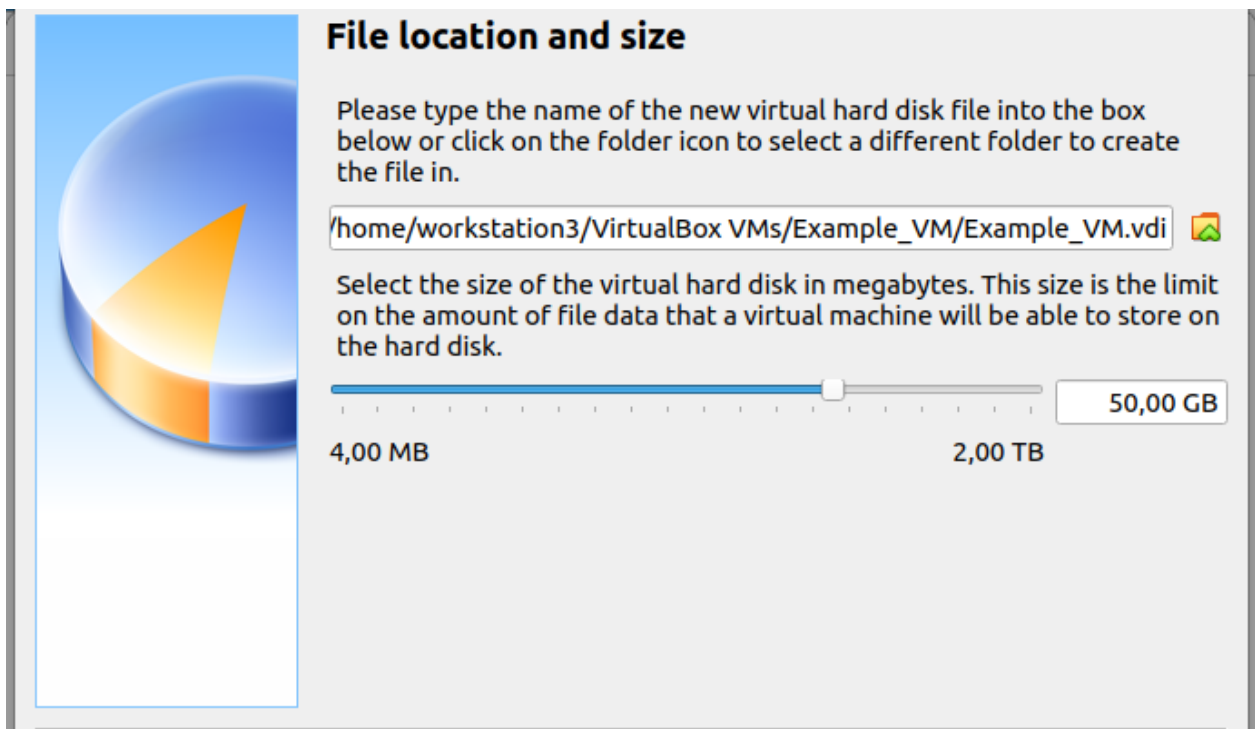 File location and size
Please type the name of the new virtual hard disk file into the box
below or click on the folder icon to select a different folder to create
the file in.
/home/workstation3/VirtualBox VMs/Example_VM/Example_VM.vdi
Select the size of the virtual hard disk in megabytes. This size is the limit
on the amount of file data that a virtual machine will be able to store on
the hard disk.
50,00 GB
4,00 MB
2,00 TB